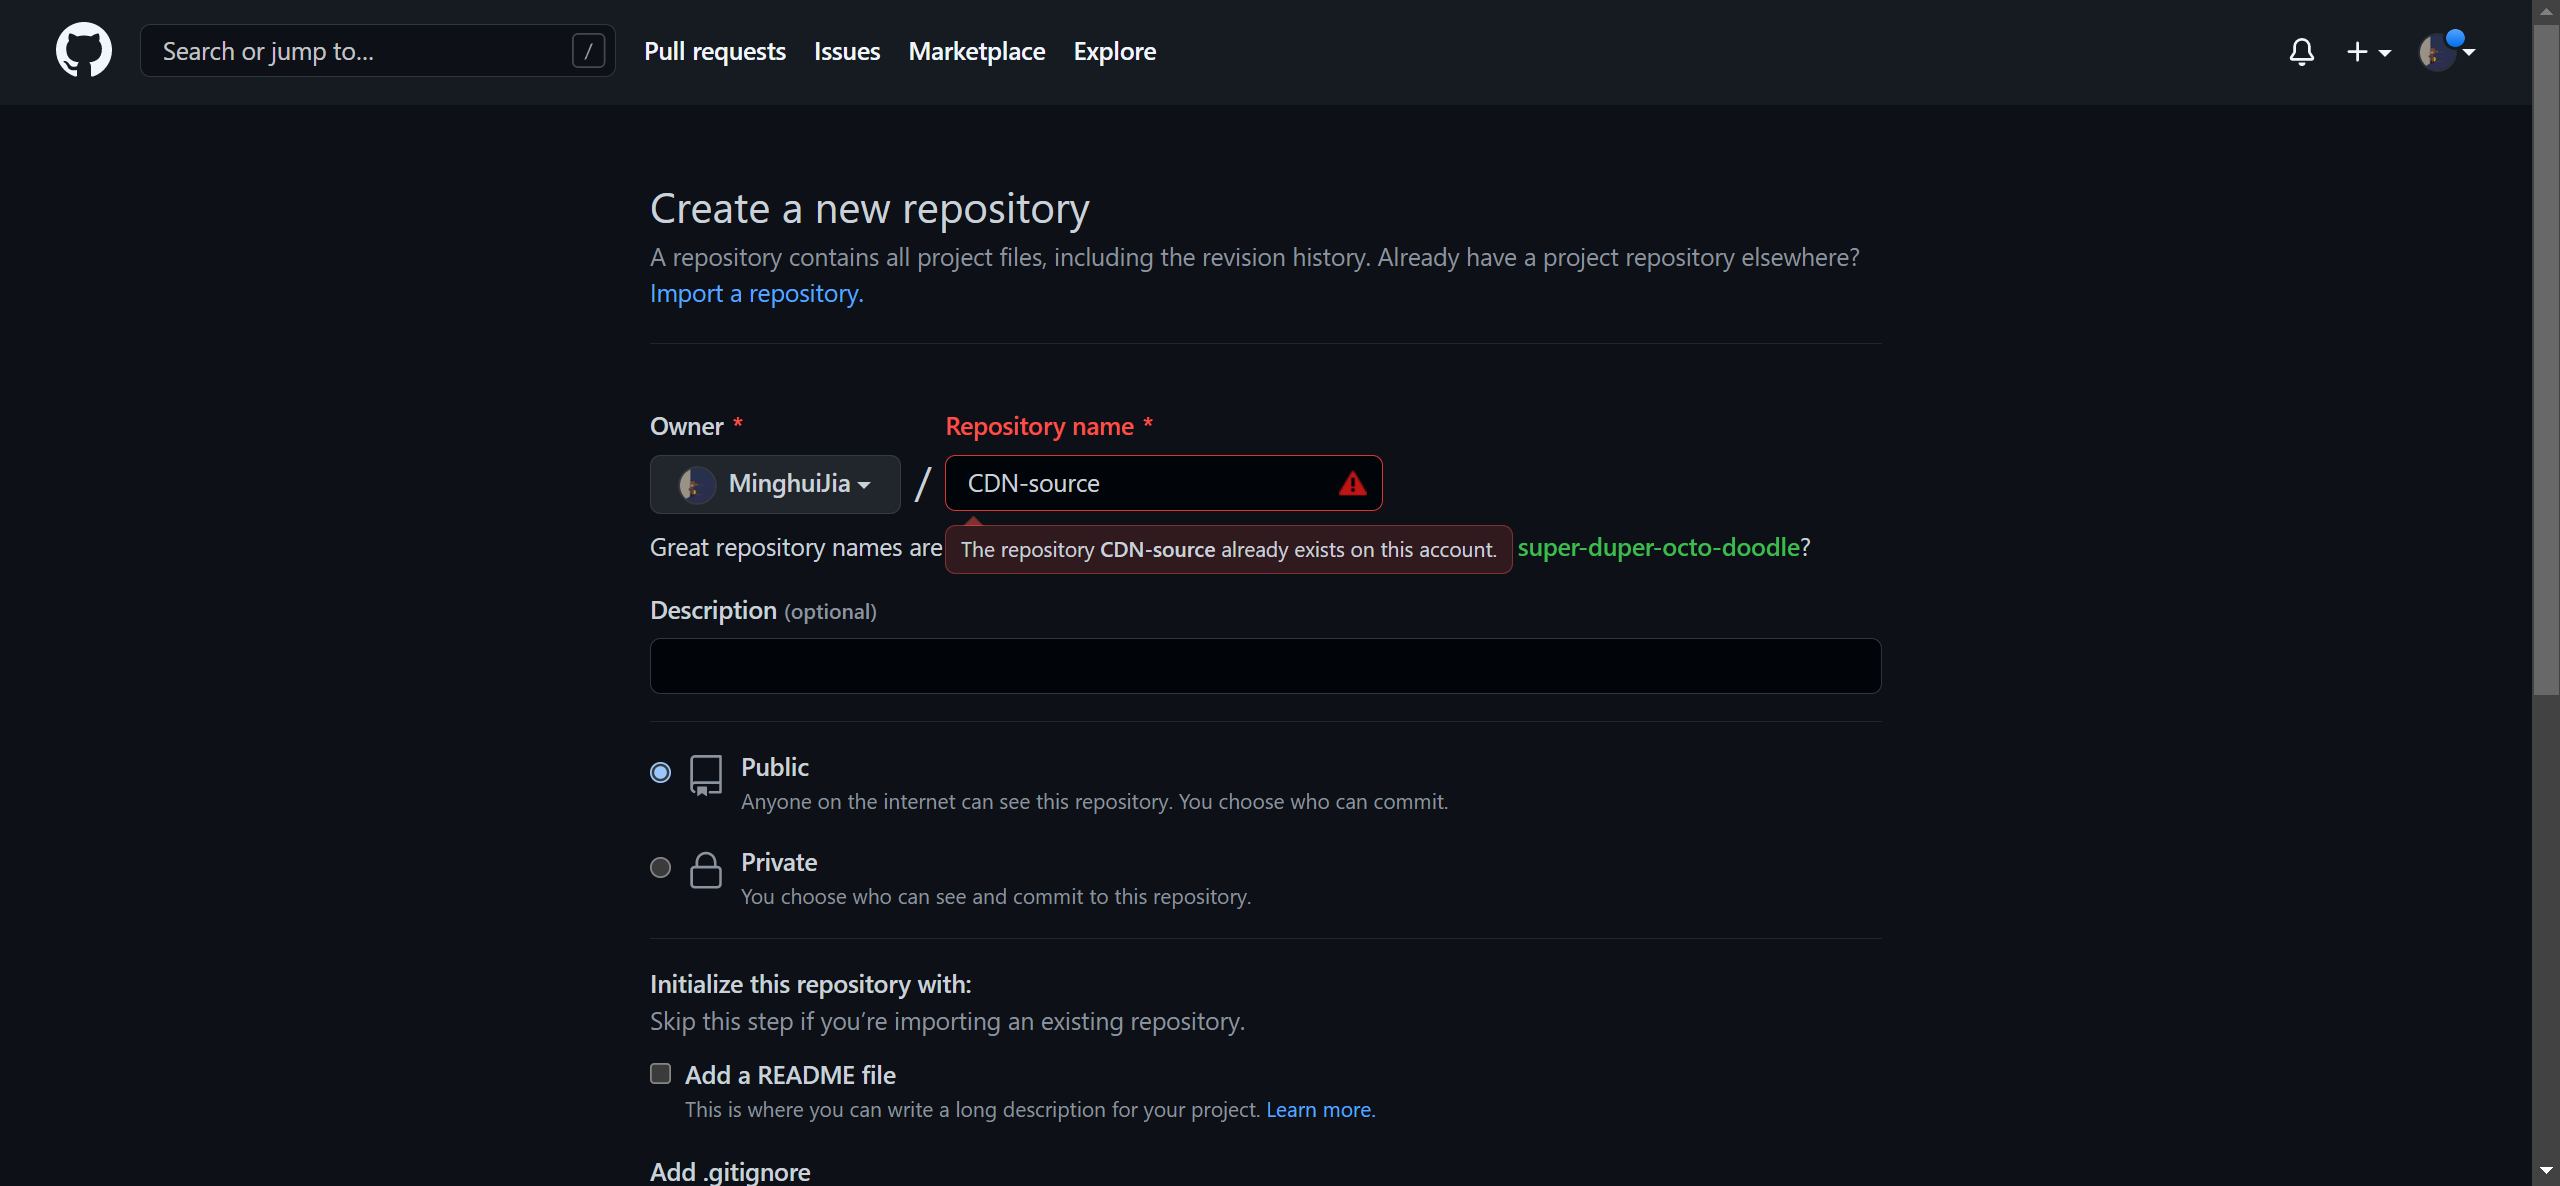 Search or jump to...
/
Pull requests
Issues
Marketplace
Explore
Create a new repository
A repository contains all project files, including the revision history. Already have a project repository elsewhere?
Import a repository.
Owner *
Repository name *
MinghuiJia
/
CDN-source
Great repository names are
The repository CDN-source already exists on this account.
super-duper-octo-doodle?
Description (optional)
Public
Anyone on the internet can see this repository. You choose who can commit.
Private
You choose who can see and commit to this repository.
Initialize this repository with:
Skip this step if you’re importing an existing repository.
Add a README file
This is where you can write a long description for your project. Learn more.
Add .gitignore